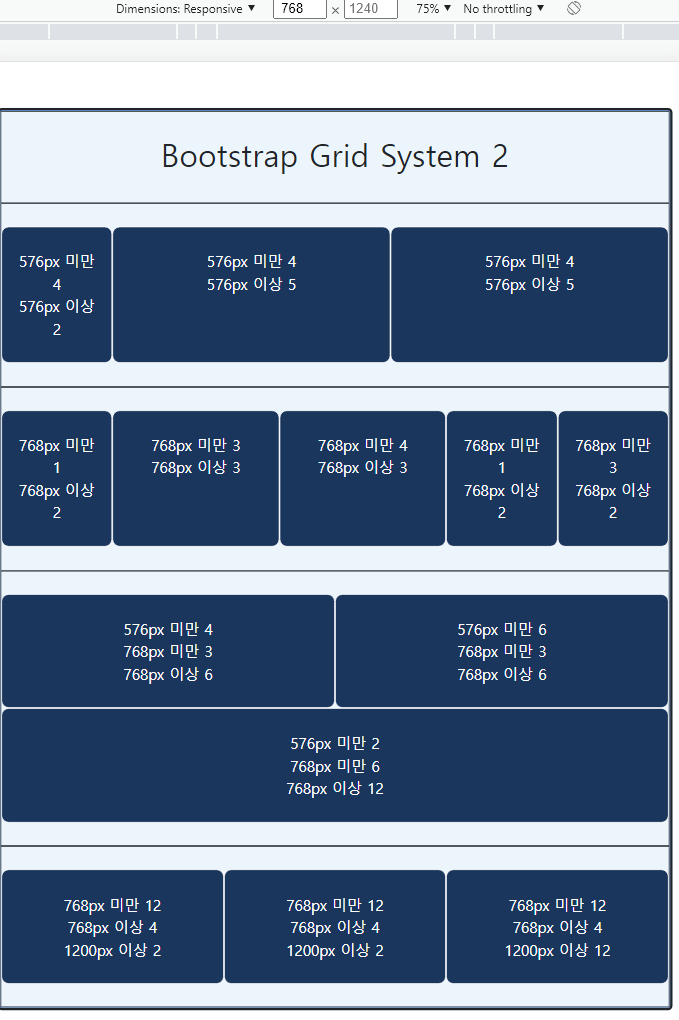 Dimensions: Responsive ▼ 768 × 1240 75% ▼ No throttling ▼
Bootstrap Grid System 2
576px 미만
4
576px 이상
2
576px 미만 4
576px 이상 5
576px 미만 4
576px 이상 5
768px 미만
1
768px 이상
2
768px 미만 3
768px 이상 3
768px 미만 4
768px 이상 3
768px 미만
1
768px 이상
2
768px 미만
3
768px 이상
2
576px 미만 4
768px 미만 3
768px 이상 6
576px 미만 6
768px 미만 3
768px 이상 6
576px 미만 2
768px 미만 6
768px 이상 12
768px 미만 12
768px 이상 4
1200px 이상 2
768px 미만 12
768px 이상 4
1200px 이상 2
768px 미만 12
768px 이상 4
1200px 이상 12